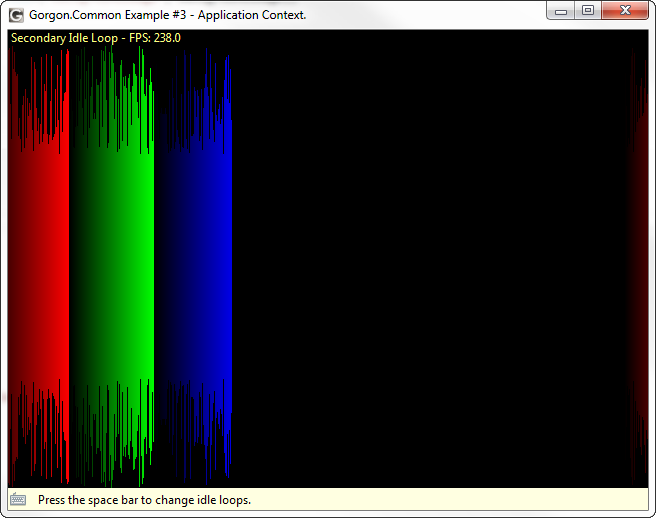 Gorgon.Common Example #3 - Application Context.
Secondary Idle Loop - FPS: 238.0
Press the space bar to change idle loops.